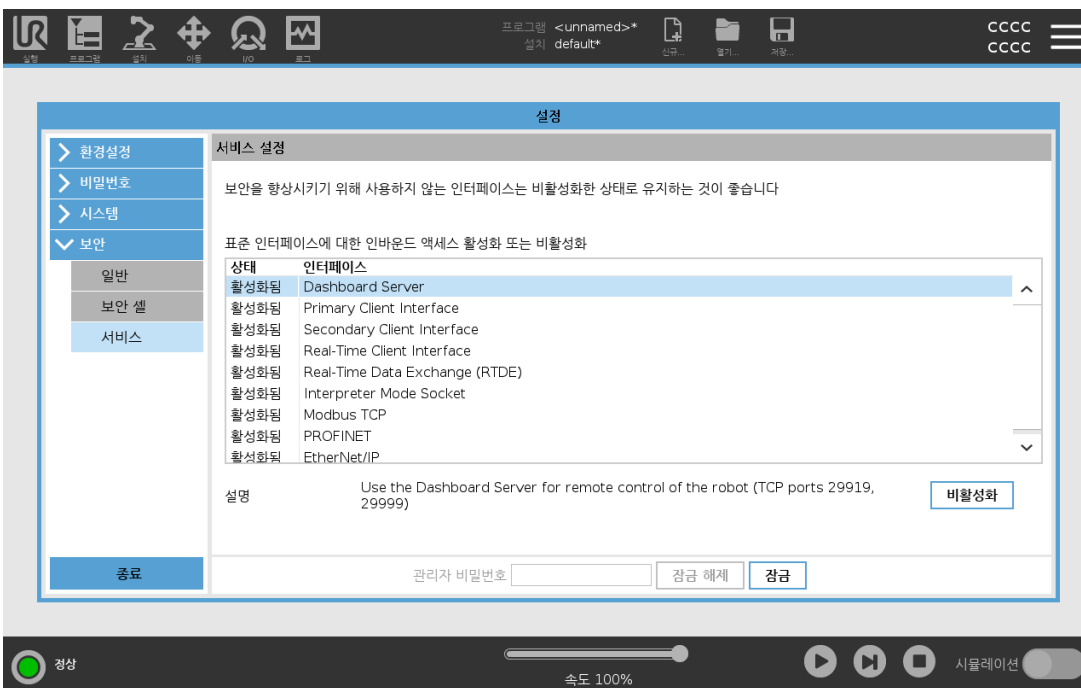 프로그램 <unnamed>*
설치 default*
CCCC
CCCC
실행 프로그램 설치 이동 I/O 로그 신규... 열기... 저장...
설정
환경설정
비밀번호
시스템
보안
일반
보안 셀
서비스
종료
서비스 설정
보안을 향상시키기 위해 사용하지 않는 인터페이스는 비활성화한 상태로 유지하는 것이 좋습니다
표준 인터페이스에 대한 인바운드 액세스 활성화 또는 비활성화
상태 인터페이스
활성화됨 Dashboard Server
활성화됨 Primary Client Interface
활성화됨 Secondary Client Interface
활성화됨 Real-Time Client Interface
활성화됨 Real-Time Data Exchange (RTDE)
활성화됨 Interpreter Mode Socket
활성화됨 Modbus TCP
활성화됨 PROFINET
활성화됨 EtherNet/IP
설명 Use the Dashboard Server for remote control of the robot (TCP ports 29919,
29999)
비활성화
관리자 비밀번호 잠금 해제 잠금
정상
속도 100%
시뮬레이션